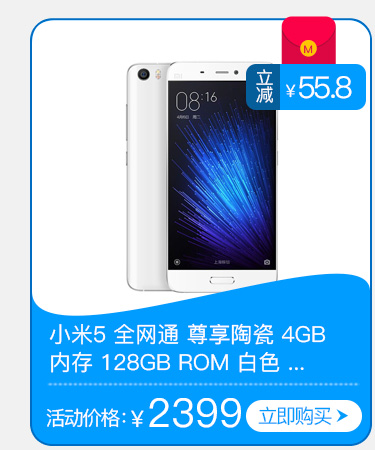 M
立减 ¥55.8
08:16
小米5 全网通 尊享陶瓷 4GB
内存 128GB ROM 白色 ...
活动价格: ¥2399 立即购买